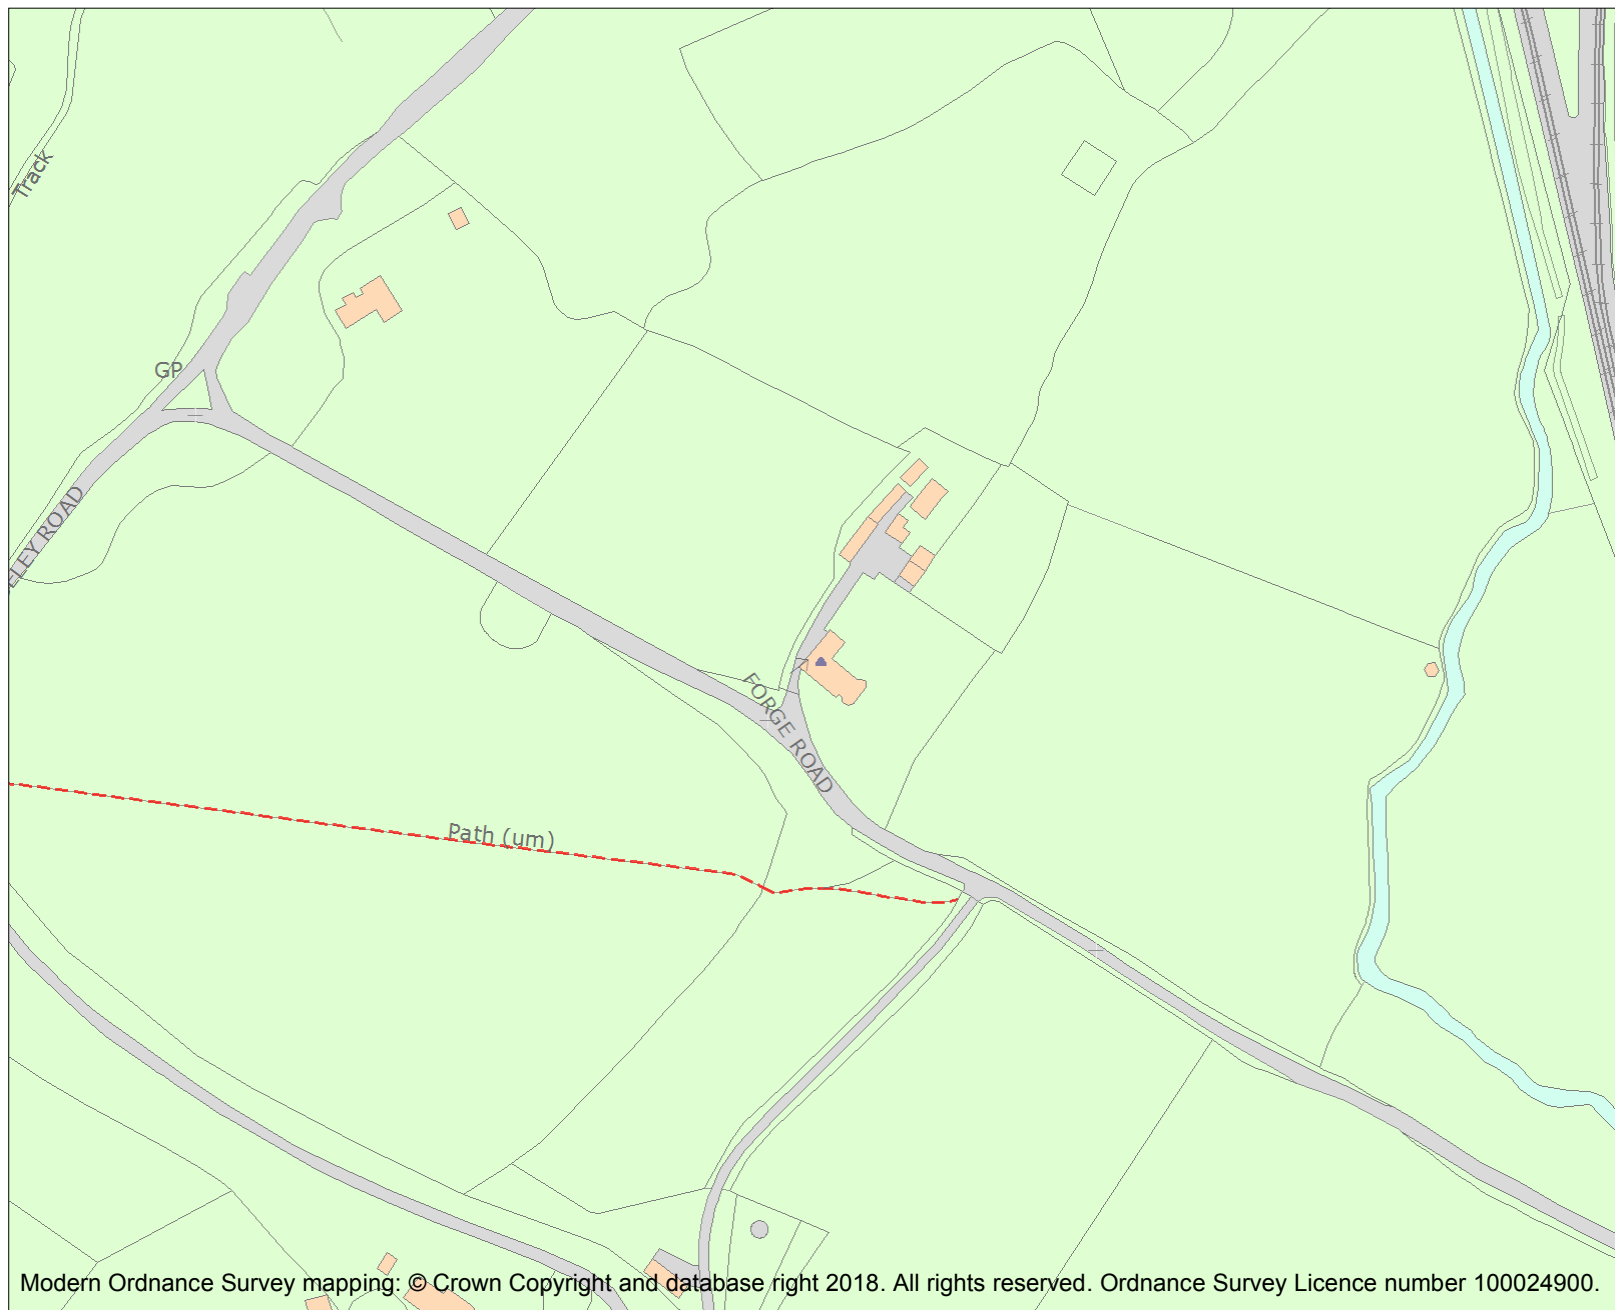 Track
GP
ELEY ROAD
FORGE ROAD
Path (um)
Modern Ordnance Survey mapping: © Crown Copyright and database right 2018. All rights reserved. Ordnance Survey Licence number 100024900.